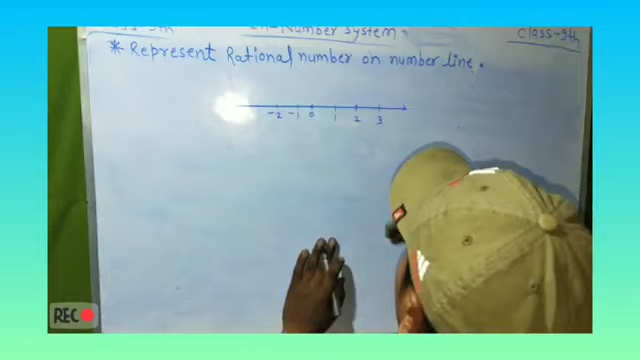 Number system
Class-9th
* Represent Rational number on number line.
-2 -1 0 1 2 3
REC